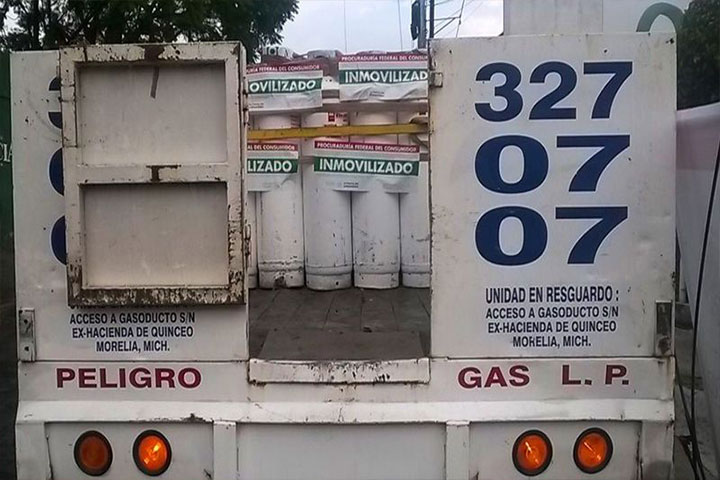 PROCURADURÍA FEDERAL DEL CONSUMIDOR
INMOVILIZADO
PROCURADURÍA FEDERAL DEL CONSUMIDOR
INMOVILIZADO
327
07
07
UNIDAD EN RESGUARDO :
ACCESO A GASODUCTO S/N
EX-HACIENDA DE QUINCEO
MORELIA, MICH.
ACCESO A GASODUCTO S/N
EX-HACIENDA DE QUINCEO
MORELIA, MICH.
PELIGRO
GAS L.P.